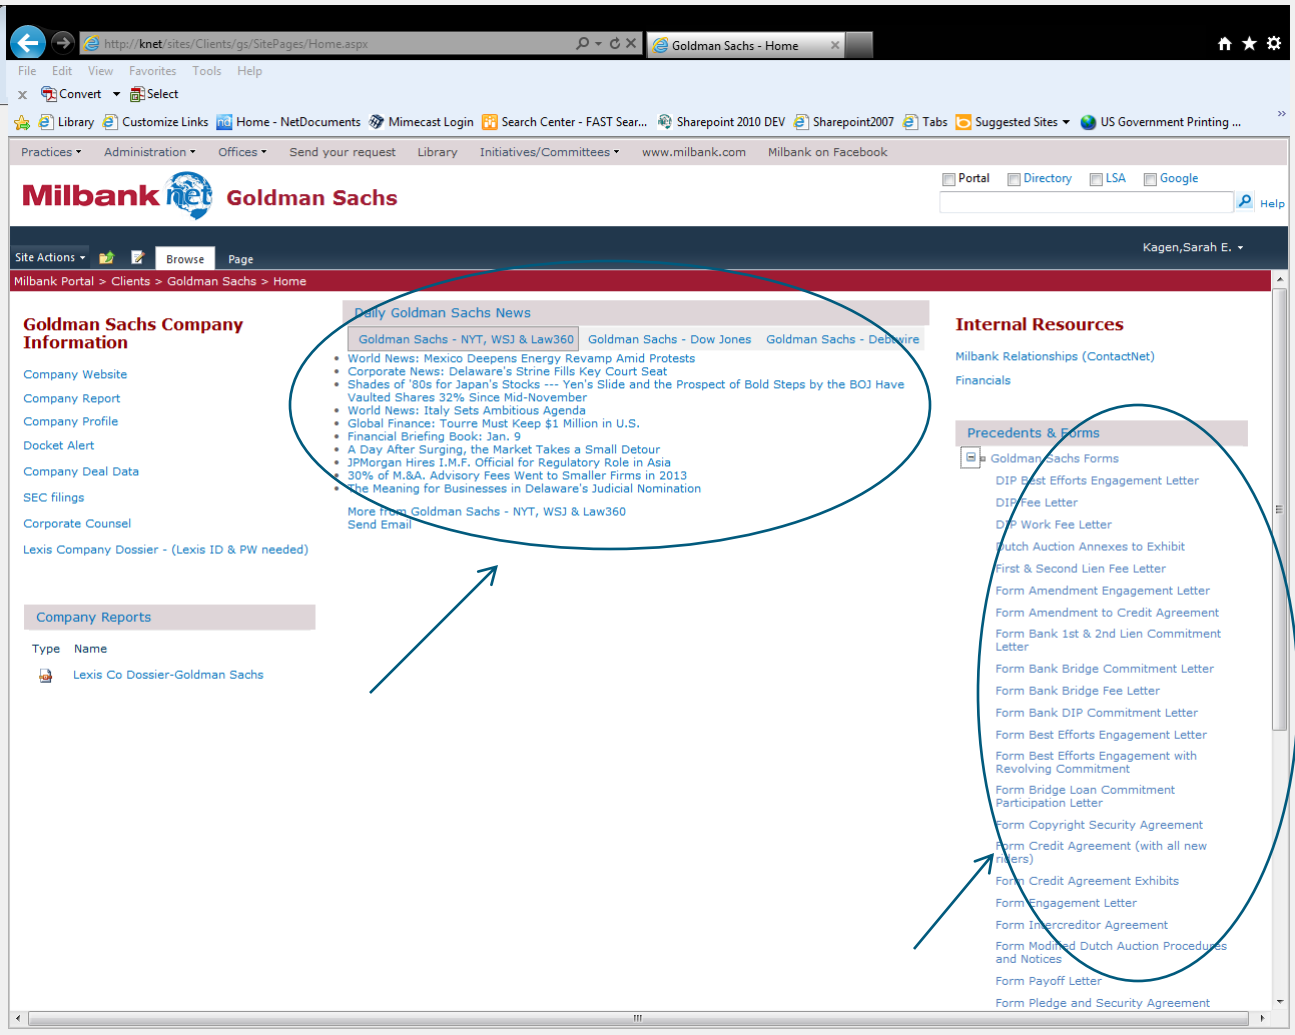 http://knet/sites/Clients/gs/SitePages/Home.aspx
Goldman Sachs - Home
File Edit View Favorites Tools Help
x Convert Select
Library Customize Links Home - NetDocuments Mimecast Login Search Center - FAST Sear... Sharepoint 2010 DEV Sharepoint2007 Tabs Suggested Sites US Government Printing ...
Practices Administration Offices Send your request Library Initiatives/Committees www.milbank.com Milbank on Facebook
Milbank net Goldman Sachs
Portal Directory LSA Google
Help
Site Actions Browse Page
Kagen,Sarah E.
Milbank Portal > Clients > Goldman Sachs > Home
Goldman Sachs Company
Information
Company Website
Company Report
Company Profile
Docket Alert
Company Deal Data
SEC filings
Corporate Counsel
Lexis Company Dossier - (Lexis ID & PW needed)
Company Reports
Type Name
Lexis Co Dossier-Goldman Sachs
Daily Goldman Sachs News
Goldman Sachs - NYT, WSJ & Law360 Goldman Sachs - Dow Jones Goldman Sachs - Debtwire
World News: Mexico Deepens Energy Revamp Amid Protests
Corporate News: Delaware's Strine Fills Key Court Seat
Shades of '80s for Japan's Stocks --- Yen's Slide and the Prospect of Bold Steps by the BOJ Have
Vaulted Shares 32% Since Mid-November
World News: Italy Sets Ambitious Agenda
Global Finance: Tourre Must Keep $1 Million in U.S.
Financial Briefing Book: Jan. 9
A Day After Surging, the Market Takes a Small Detour
JPMorgan Hires I.M.F. Official for Regulatory Role in Asia
30% of M.&A. Advisory Fees Went to Smaller Firms in 2013
The Meaning for Businesses in Delaware's Judicial Nomination
More from Goldman Sachs - NYT, WSJ & Law360
Send Email
Internal Resources
Milbank Relationships (ContactNet)
Financials
Precedents & Forms
Goldman Sachs Forms
DIP Best Efforts Engagement Letter
DIP Fee Letter
DIP Work Fee Letter
Dutch Auction Annexes to Exhibit
First & Second Lien Fee Letter
Form Amendment Engagement Letter
Form Amendment to Credit Agreement
Form Bank 1st & 2nd Lien Commitment
Letter
Form Bank Bridge Commitment Letter
Form Bank Bridge Fee Letter
Form Bank DIP Commitment Letter
Form Best Efforts Engagement Letter
Form Best Efforts Engagement with
Revolving Commitment
Form Bridge Loan Commitment
Participation Letter
Form Copyright Security Agreement
Form Credit Agreement (with all new
riders)
Form Credit Agreement Exhibits
Form Engagement Letter
Form Intercreditor Agreement
Form Modified Dutch Auction Procedures
and Notices
Form Payoff Letter
Form Pledge and Security Agreement